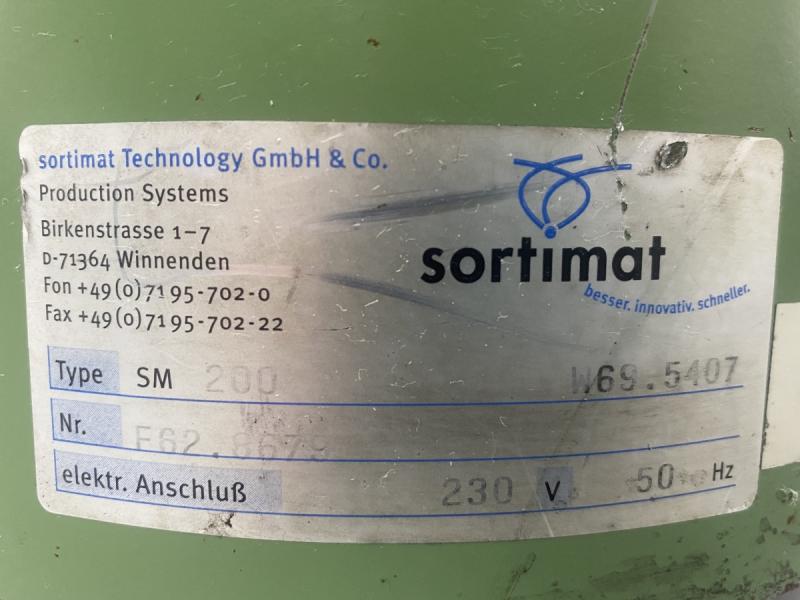 sortimat Technology GmbH & Co.
Production Systems
Birkenstrasse 1–7
D-71364 Winnenden
Fon +49(0)7195-702-0
Fax +49(0)7195-702-22
sortimat
besser. innovativ. schneller.
Type SM 200 W69.5407
Nr.
elektr. Anschluß 230 V 50 Hz